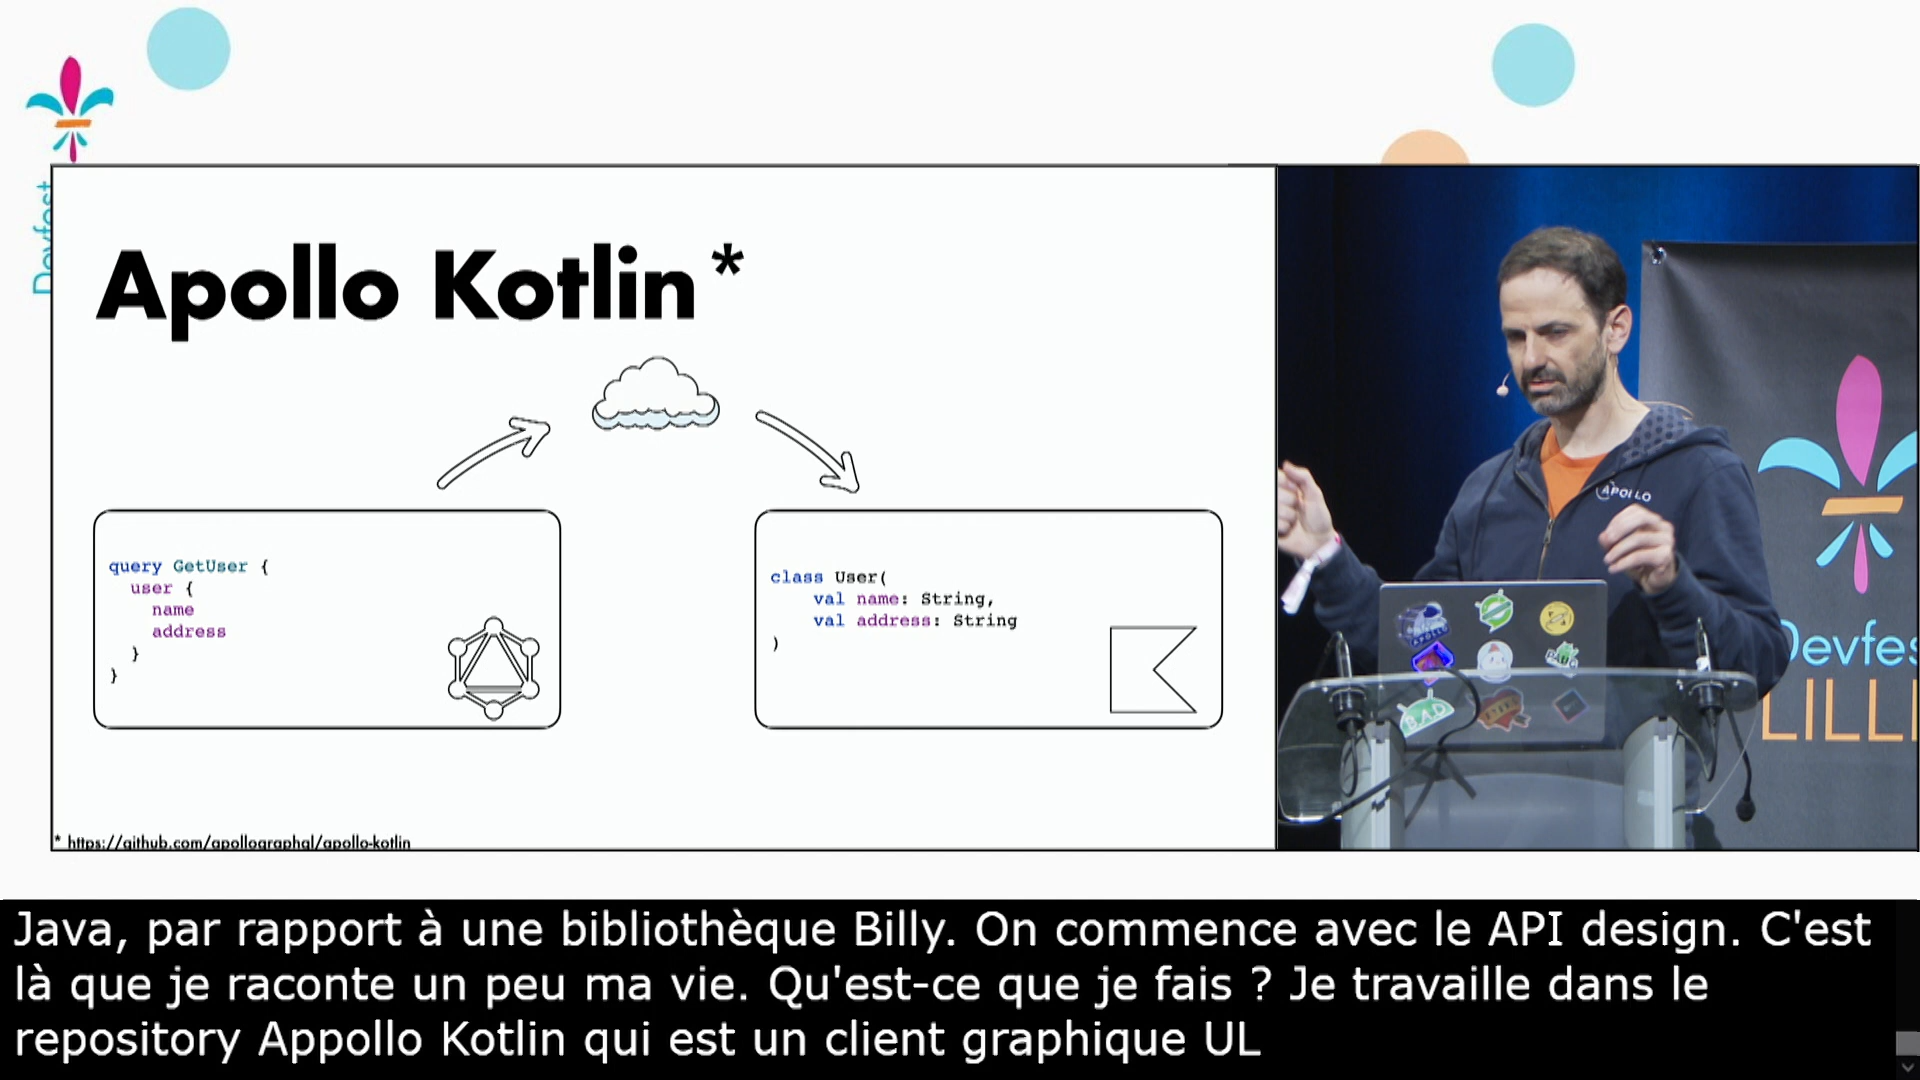 Devfest
Apollo Kotlin*
query GetUser {
user {
name
address
}
}
class User(
val name: String,
val address: String
)
* https://github.com/apollographql/apollo-kotlin
APOLLO
APOLLO
BAD
Devfes
LILL
Java, par rapport à une bibliothèque Billy. On commence avec le API design. C'est
là que je raconte un peu ma vie. Qu'est-ce que je fais ? Je travaille dans le
repository Appollo Kotlin qui est un client graphique UL